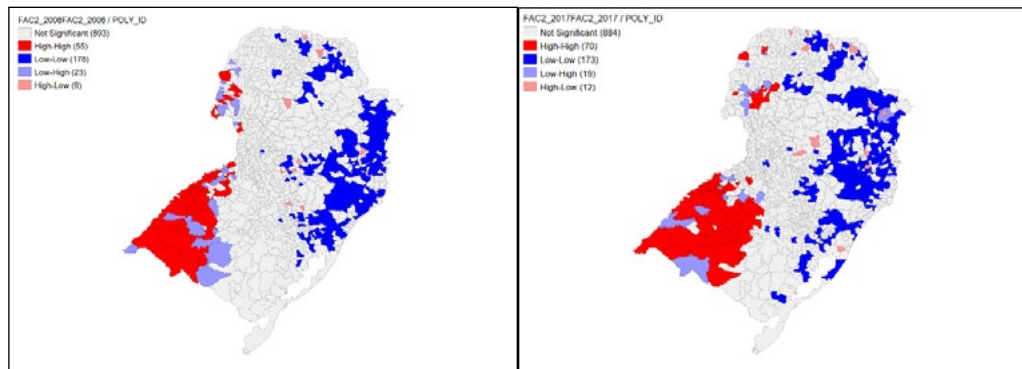 FAC2_2006FAC2_2006 / POLY_ID
Not Significant (893)
High-High (55)
Low-Low (178)
Low-High (23)
High-Low (9)
FAC2_2017FAC2_2017 / POLY_ID
Not Significant (884)
High-High (70)
Low-Low (173)
Low-High (19)
High-Low (12)